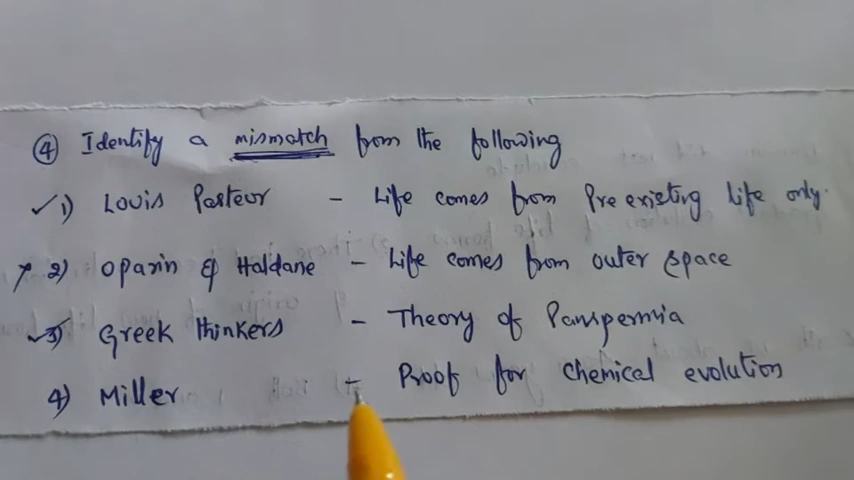 ④ Identify a mismatch from the following
✓ 1) Louis Pasteur - Life comes from Pre existing life only.
✗ 2) Oparin & Haldane - Life comes from outer space
✓ 3) Greek thinkers - Theory of Panspermia
4) Miller - Proof for chemical evolution